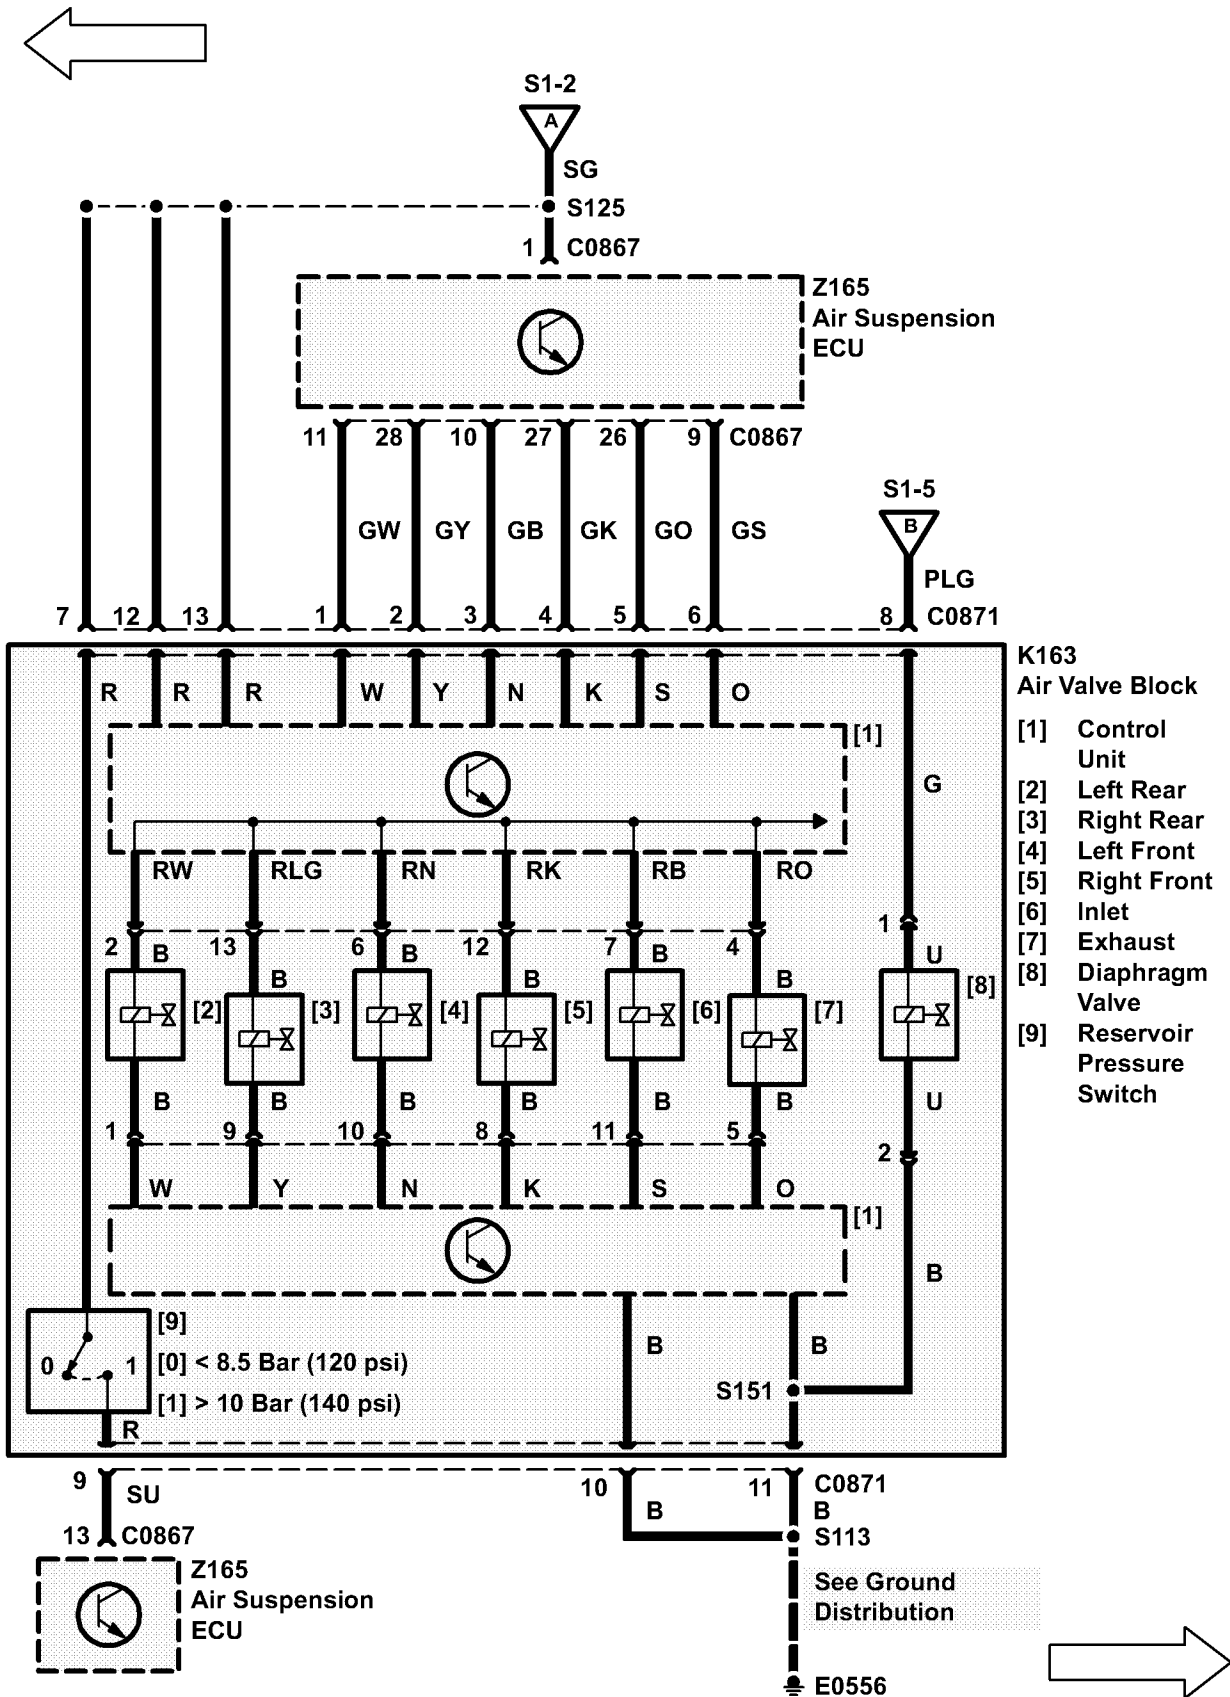 S1-2
A
SG
S125
1 C0867
Z165
Air Suspension
ECU
11 28 10 27 26 9 C0867
S1-5
B
GW GY GB GK GO GS
PLG
7 12 13 1 2 3 4 5 6 8 C0871
K163
Air Valve Block
R R R W Y N K S O
[1]
[1] Control
Unit
[2] Left Rear
[3] Right Rear
[4] Left Front
[5] Right Front
[6] Inlet
[7] Exhaust
[8] Diaphragm
Valve
[9] Reservoir
Pressure
Switch
G
RW RLG RN RK RB RO
1
2 13 6 12 7 4
B B B U
B B B
[2] [3] [4] [5] [6] [7] [8]
B B B B B B U
1 9 10 8 11 5
2
W Y N K S O
[1]
B
[9]
0 1
[0] < 8.5 Bar (120 psi)
[1] > 10 Bar (140 psi)
B B
S151
R
9 10 11 C0871
SU B B
13 C0867
S113
Z165
Air Suspension
ECU
See Ground
Distribution
E0556